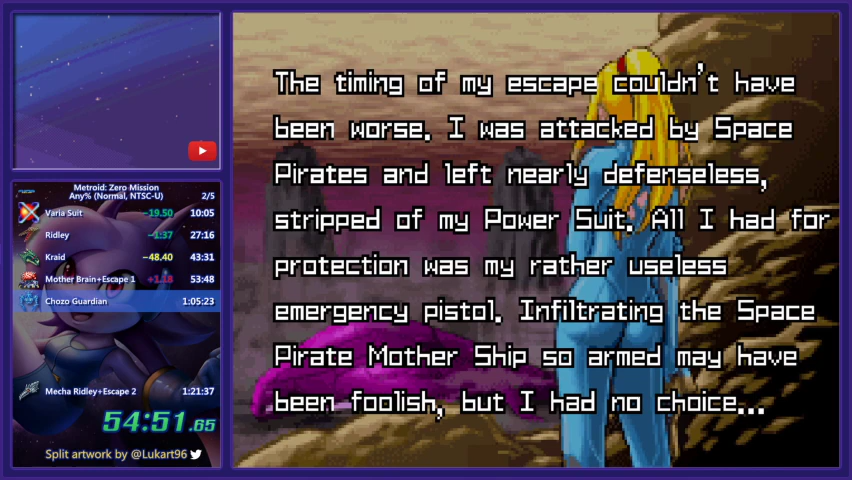 The timing of my escape couldn't have
been worse. I was attacked by Space
Pirates and left nearly defenseless,
stripped of my Power Suit. All I had for
protection was my rather useless
emergency pistol. Infiltrating the Space
Pirate Mother Ship so armed may have
been foolish, but I had no choice...
Metroid: Zero Mission
Any% (Normal, NTSC-U) 2/5
Varia Suit -19.50 10:05
Ridley -1:37 27:16
Kraid -48.40 43:31
Mother Brain+Escape 1 +1.18 53:48
Chozo Guardian 1:05:23
Mecha Ridley+Escape 2 1:21:37
54:51.65
Split artwork by @Lukart96